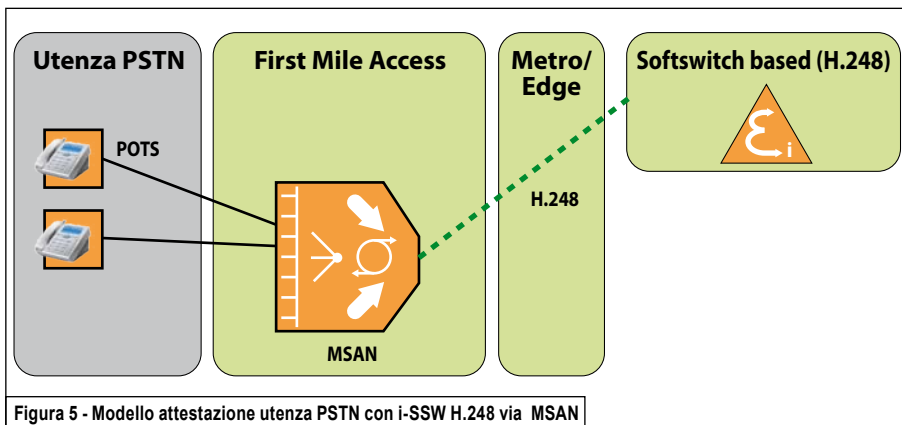 Utenza PSTN
First Mile Access
Metro/
Edge
Softswitch based (H.248)
POTS
i
H.248
MSAN
Figura 5 - Modello attestazione utenza PSTN con i-SSW H.248 via MSAN